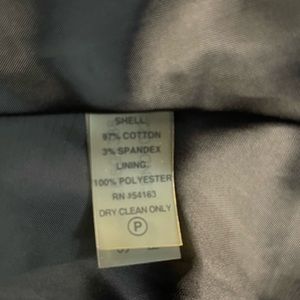 SHELL:
97% COTTON
3% SPANDEX
LINING:
100% POLYESTER
RN #54163
DRY CLEAN ONLY
P